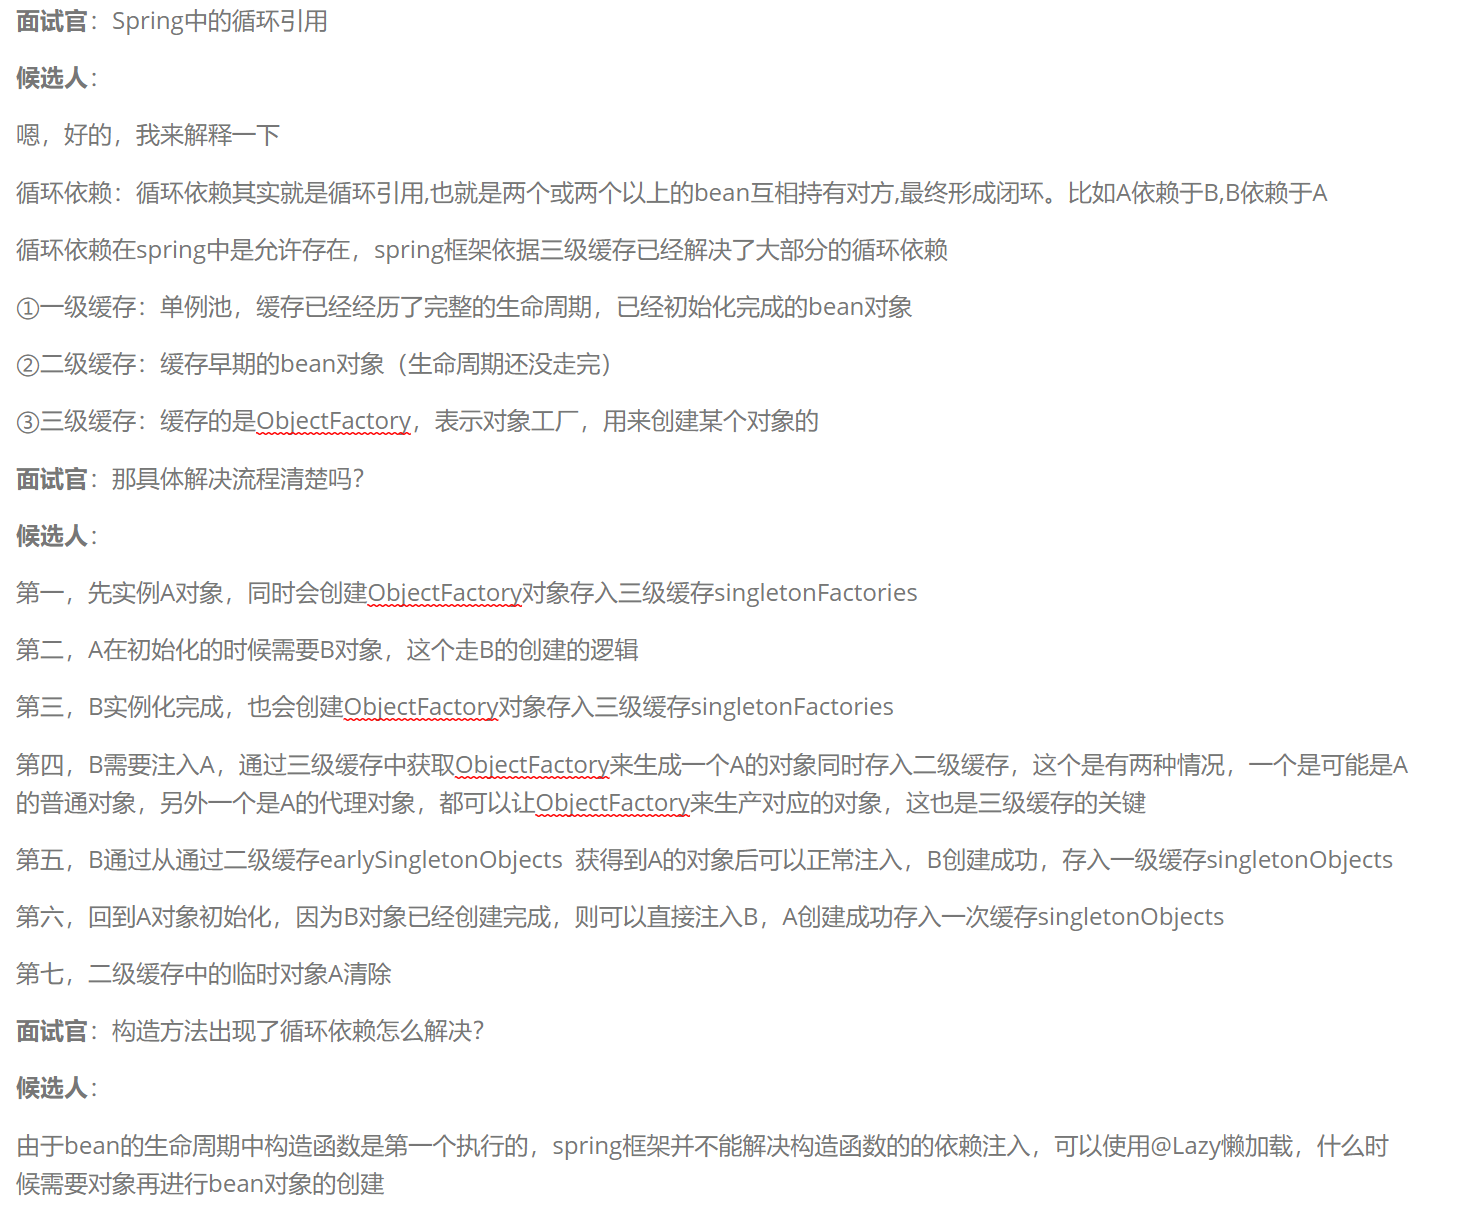 面试官：Spring中的循环引用
候选人：
嗯，好的，我来解释一下
循环依赖：循环依赖其实就是循环引用,也就是两个或两个以上的bean互相持有对方,最终形成闭环。比如A依赖于B,B依赖于A
循环依赖在spring中是允许存在，spring框架依据三级缓存已经解决了大部分的循环依赖
①一级缓存：单例池，缓存已经经历了完整的生命周期，已经初始化完成的bean对象
②二级缓存：缓存早期的bean对象（生命周期还没走完）
③三级缓存：缓存的是ObjectFactory，表示对象工厂，用来创建某个对象的
面试官：那具体解决流程清楚吗？
候选人：
第一，先实例A对象，同时会创建ObjectFactory对象存入三级缓存singletonFactories
第二，A在初始化的时候需要B对象，这个走B的创建的逻辑
第三，B实例化完成，也会创建ObjectFactory对象存入三级缓存singletonFactories
第四，B需要注入A，通过三级缓存中获取ObjectFactory来生成一个A的对象同时存入二级缓存，这个是有两种情况，一个是可能是A
的普通对象，另外一个是A的代理对象，都可以让ObjectFactory来生产对应的对象，这也是三级缓存的关键
第五，B通过从通过二级缓存earlySingletonObjects  获得到A的对象后可以正常注入，B创建成功，存入一级缓存singletonObjects
第六，回到A对象初始化，因为B对象已经创建完成，则可以直接注入B，A创建成功存入一次缓存singletonObjects
第七，二级缓存中的临时对象A清除
面试官：构造方法出现了循环依赖怎么解决？
候选人：
由于bean的生命周期中构造函数是第一个执行的，spring框架并不能解决构造函数的的依赖注入，可以使用@Lazy懒加载，什么时
候需要对象再进行bean对象的创建